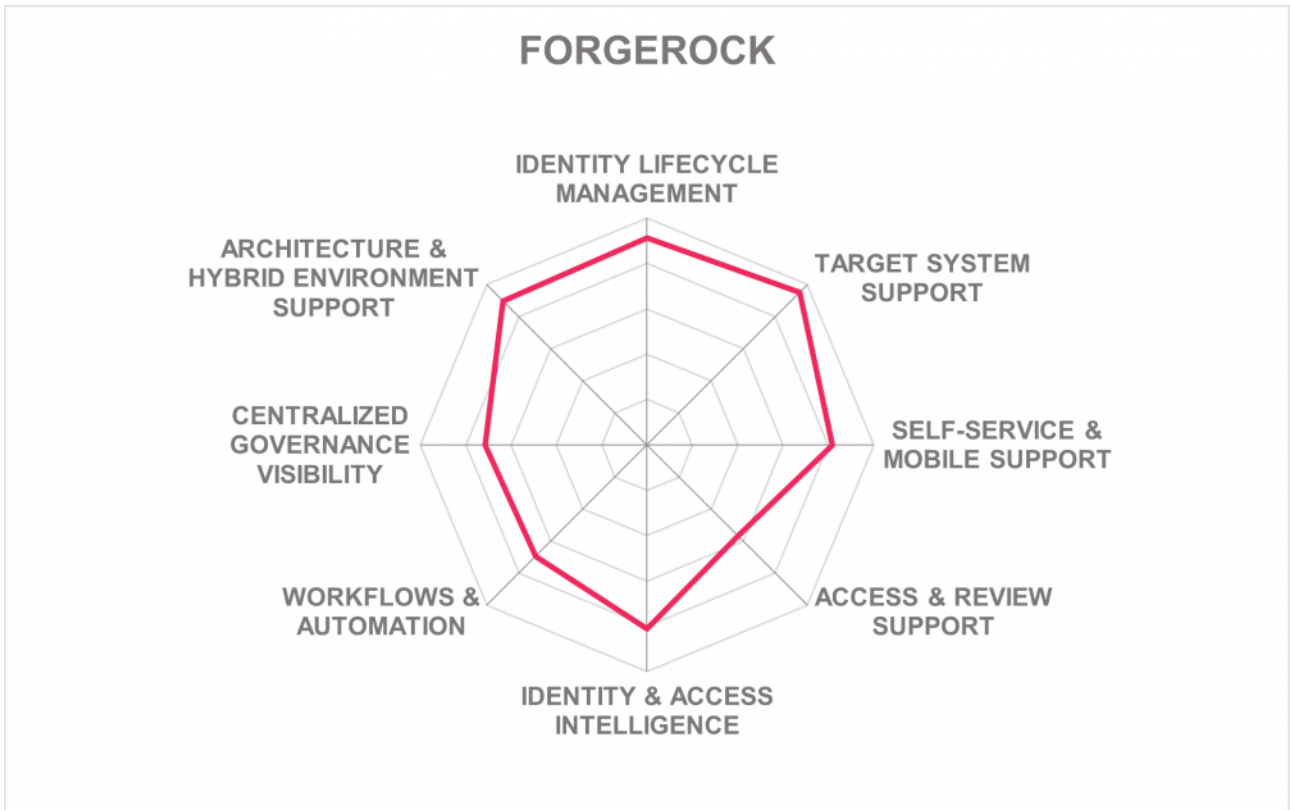 FORGEROCK
IDENTITY LIFECYCLE
MANAGEMENT
TARGET SYSTEM
SUPPORT
SELF-SERVICE &
MOBILE SUPPORT
ACCESS & REVIEW
SUPPORT
IDENTITY & ACCESS
INTELLIGENCE
WORKFLOWS &
AUTOMATION
CENTRALIZED
GOVERNANCE
VISIBILITY
ARCHITECTURE &
HYBRID ENVIRONMENT
SUPPORT